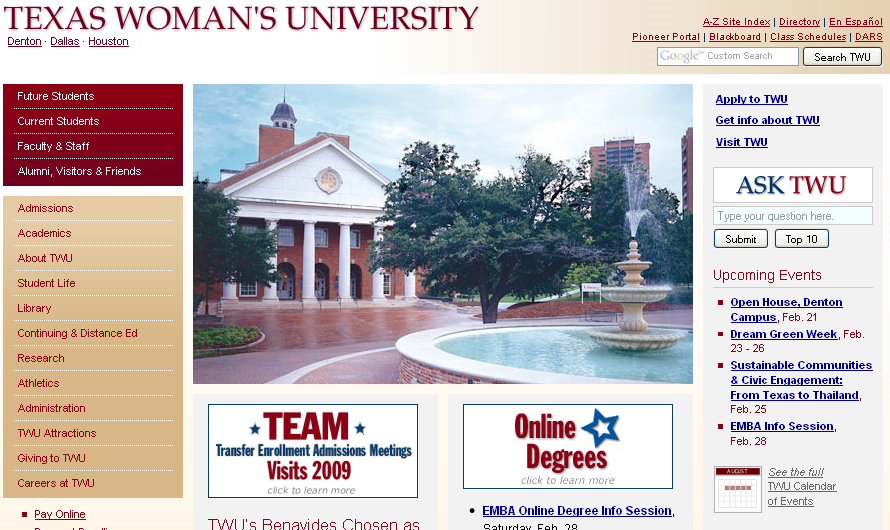 TEXAS WOMAN'S UNIVERSITY
Denton · Dallas · Houston
A-Z Site Index | Directory | En Español
Pioneer Portal | Blackboard | Class Schedules | DARS
Google™ Custom Search
Search TWU
Future Students
Current Students
Faculty & Staff
Alumni, Visitors & Friends
Admissions
Academics
About TWU
Student Life
Library
Continuing & Distance Ed
Research
Athletics
Administration
TWU Attractions
Giving to TWU
Careers at TWU
Pay Online
TEAM
Transfer Enrollment Admissions Meetings
Visits 2009
click to learn more
TWU's Benavides Chosen as
Online
Degrees
click to learn more
EMBA Online Degree Info Session,
Saturday, Feb. 28
Apply to TWU
Get info about TWU
Visit TWU
ASK TWU
Type your question here.
Submit
Top 10
Upcoming Events
Open House, Denton
Campus, Feb. 21
Dream Green Week, Feb.
23 - 26
Sustainable Communities
& Civic Engagement:
From Texas to Thailand,
Feb. 25
EMBA Info Session,
Feb. 28
AUGUST
See the full
TWU Calendar
of Events